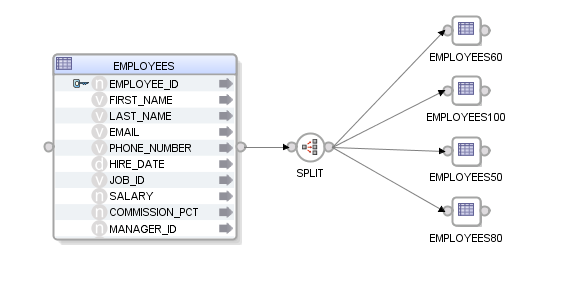 EMPLOYEES
n EMPLOYEE_ID
v FIRST_NAME
v LAST_NAME
v EMAIL
v PHONE_NUMBER
d HIRE_DATE
v JOB_ID
n SALARY
n COMMISSION_PCT
n MANAGER_ID
SPLIT
EMPLOYEES60
EMPLOYEES100
EMPLOYEES50
EMPLOYEES80